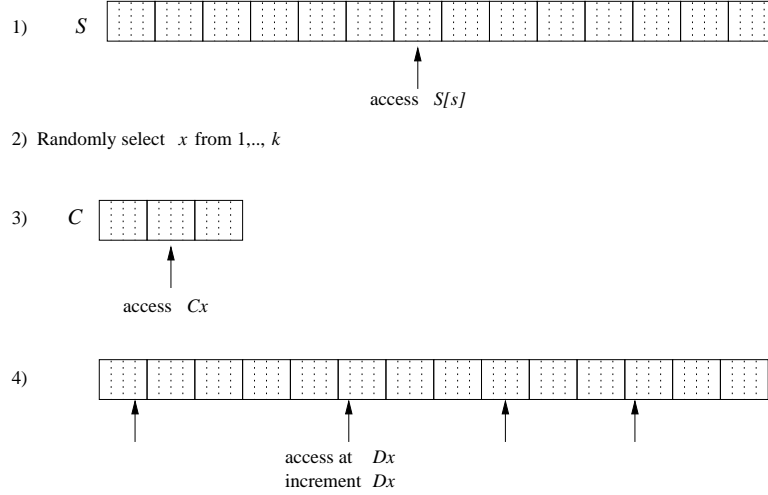 1) S
access S[s]
2) Randomly select x from 1,.., k
3) C
access Cx
4)
access at Dx
increment Dx